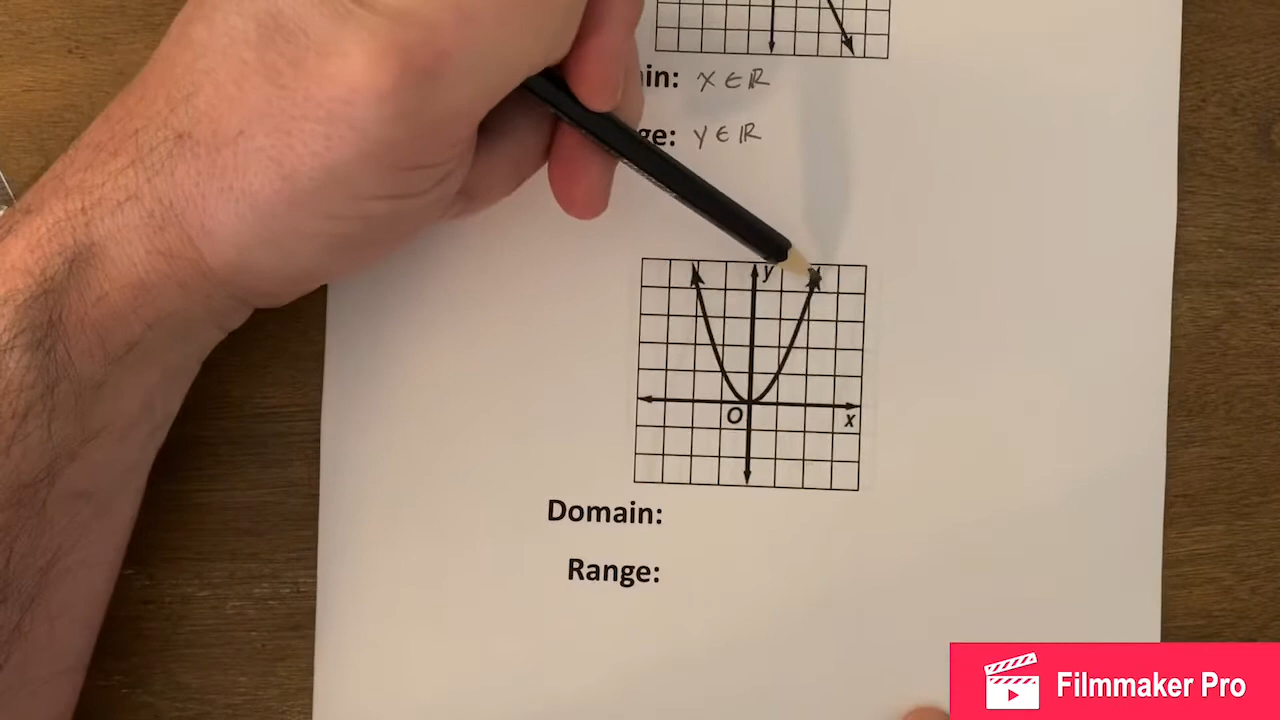 in: x ∈ ℝ
ge: y ∈ ℝ
y
O
x
Domain:
Range:
Filmmaker Pro